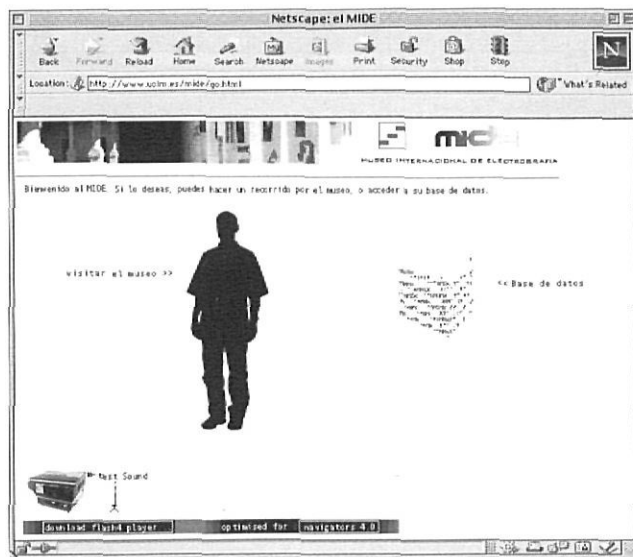 Netscape: el MIDE
Back Forward Reload Home Search Netscape Images Print Security Shop Stop
N
Location: http://www.uclm.es/mide/go.html What's Related
mide
MUSEO INTERNACIONAL DE ELECTROGRAFIA
Bienvenido al MIDE. Si lo deseas, puedes hacer un recorrido por el museo, o acceder a su base de datos.
visitar el museo >>
<< Base de datos
test Sound
download flash4 player optimised for navigators 4.0